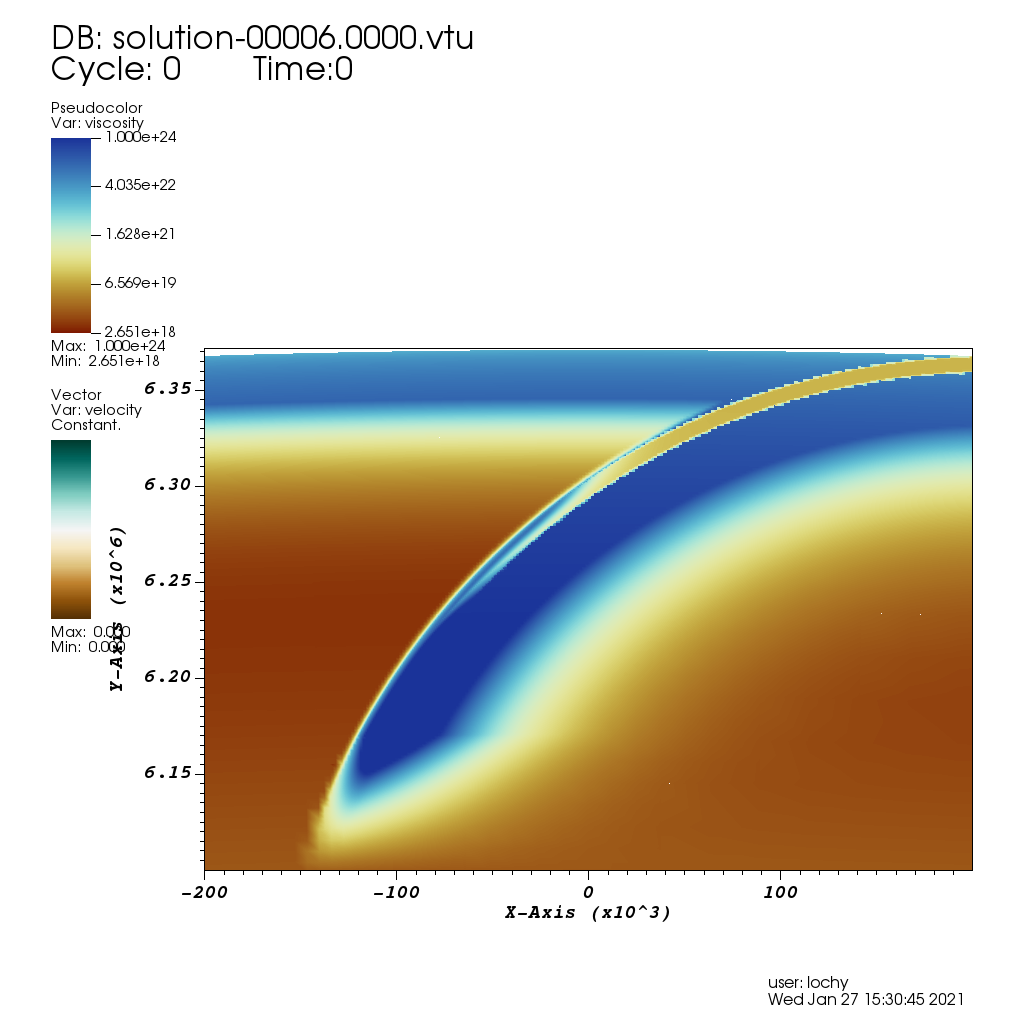 DB: solution-00006.0000.vtu
Cycle: 0 Time:0
Pseudocolor
Var: viscosity
1.000e+24
4.035e+22
1.628e+21
6.569e+19
2.651e+18
Max: 1.000e+24
Min: 2.651e+18
Vector
Var: velocity
Constant.
Max: 0.000
Min: 0.000
Y-Axis (x10^6)
6.35
6.30
6.25
6.20
6.15
-200 -100 0 100
X-Axis (x10^3)
user: lochy
Wed Jan 27 15:30:45 2021